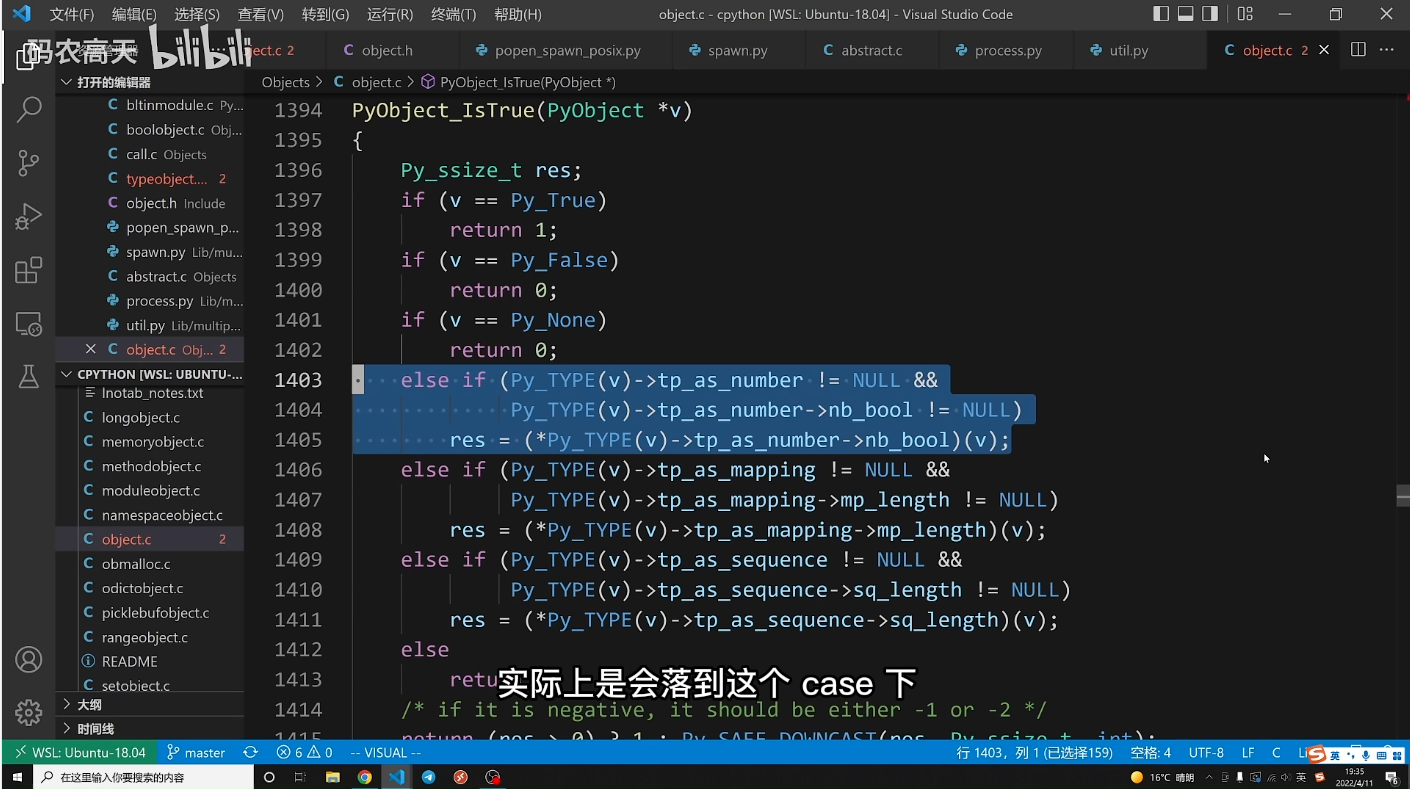 文件(F) 编辑(E) 选择(S) 查看(V) 转到(G) 运行(R) 终端(T) 帮助(H) object.c - cpython [WSL: Ubuntu-18.04] - Visual Studio Code
码农高天 bilibili
ect.c 2 object.h popen_spawn_posix.py spawn.py abstract.c process.py util.py object.c 2
打开的编辑器
bltinmodule.c Py...
boolobject.c Obj...
call.c Objects
typeobject.... 2
object.h Include
popen_spawn_p...
spawn.py Lib/mu...
abstract.c Objects
process.py Lib/m...
util.py Lib/multip...
object.c Obj... 2
CPYTHON [WSL: UBUNTU-...
lnotab_notes.txt
longobject.c
memoryobject.c
methodobject.c
moduleobject.c
namespaceobject.c
object.c 2
obmalloc.c
odictobject.c
picklebufobject.c
rangeobject.c
README
setobject.c
大纲
时间线
Objects > object.c > PyObject_IsTrue(PyObject *)
1394 PyObject_IsTrue(PyObject *v)
1395 {
1396 Py_ssize_t res;
1397 if (v == Py_True)
1398 return 1;
1399 if (v == Py_False)
1400 return 0;
1401 if (v == Py_None)
1402 return 0;
1403 else if (Py_TYPE(v)->tp_as_number != NULL &&
1404 Py_TYPE(v)->tp_as_number->nb_bool != NULL)
1405 res = (*Py_TYPE(v)->tp_as_number->nb_bool)(v);
1406 else if (Py_TYPE(v)->tp_as_mapping != NULL &&
1407 Py_TYPE(v)->tp_as_mapping->mp_length != NULL)
1408 res = (*Py_TYPE(v)->tp_as_mapping->mp_length)(v);
1409 else if (Py_TYPE(v)->tp_as_sequence != NULL &&
1410 Py_TYPE(v)->tp_as_sequence->sq_length != NULL)
1411 res = (*Py_TYPE(v)->tp_as_sequence->sq_length)(v);
1412 else
1413 retu
实际上是会落到这个 case 下
1414 /* if it is negative, it should be either -1 or -2 */
1415 return (res > 0) ? 1 : Py_SAFE_DOWNCAST(res, Py_ssize_t, int);
WSL: Ubuntu-18.04 master 6 0 -- VISUAL -- 行 1403，列 1 (已选择159) 空格: 4 UTF-8 LF C 英
在这里输入你要搜索的内容 16°C 晴朗 英 19:35
2022/4/11 6